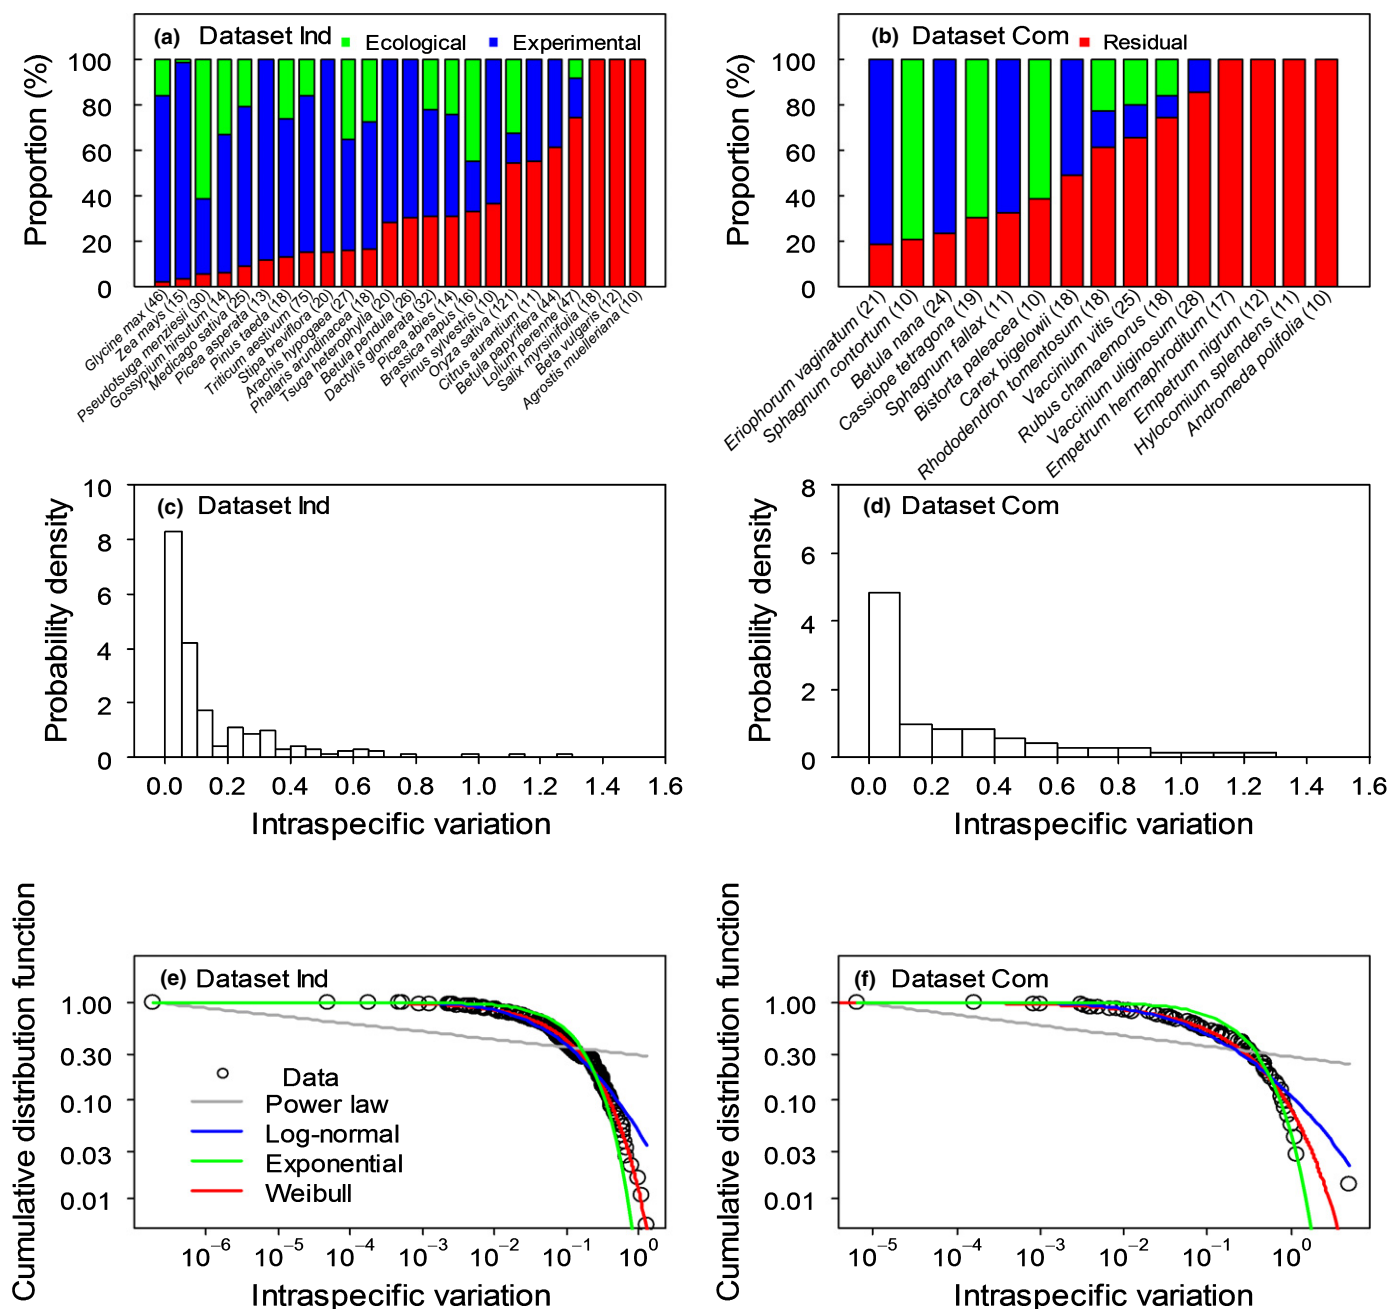 (a) Dataset Ind
Ecological
Experimental
Proportion (%)
100
80
60
40
20
0
Glycine max (46)
Zea mays (15)
Pseudotsuga menziesii (30)
Gossypium hirsutum (14)
Medicago sativa (25)
Picea asperata (13)
Pinus taeda (18)
Triticum aestivum (75)
Stipa breviflora (20)
Arachis hypogaea (27)
Phalaris arundinacea (18)
Tsuga heterophylla (20)
Betula pendula (26)
Dactylis glomerata (32)
Picea abies (14)
Brassica napus (16)
Pinus sylvestris (10)
Oryza sativa (121)
Citrus aurantium (11)
Betula papyrifera (44)
Lolium perenne (47)
Salix myrsinifolia (18)
Beta vulgaris (12)
Agrostis muelleriana (10)
(b) Dataset Com
Residual
Proportion (%)
100
80
60
40
20
0
Eriophorum vaginatum (21)
Sphagnum contortum (10)
Betula nana (24)
Cassiope tetragona (19)
Sphagnum fallax (11)
Bistorta paleacea (10)
Carex bigelowii (18)
Rhododendron tomentosum (18)
Vaccinium vitis (25)
Rubus chamaemorus (18)
Vaccinium uliginosum (28)
Empetrum hermaphroditum (17)
Empetrum nigrum (12)
Hylocomium splendens (11)
Andromeda polifolia (10)
(c) Dataset Ind
Probability density
10
8
6
4
2
0
0.0 0.2 0.4 0.6 0.8 1.0 1.2 1.4 1.6
Intraspecific variation
(d) Dataset Com
Probability density
8
6
4
2
0
0.0 0.2 0.4 0.6 0.8 1.0 1.2 1.4 1.6
Intraspecific variation
(e) Dataset Ind
Cumulative distribution function
1.00
0.30
0.10
0.03
0.01
Data
Power law
Log-normal
Exponential
Weibull
10⁻⁶ 10⁻⁵ 10⁻⁴ 10⁻³ 10⁻² 10⁻¹ 10⁰
Intraspecific variation
(f) Dataset Com
Cumulative distribution function
1.00
0.30
0.10
0.03
0.01
10⁻⁵ 10⁻⁴ 10⁻³ 10⁻² 10⁻¹ 10⁰
Intraspecific variation